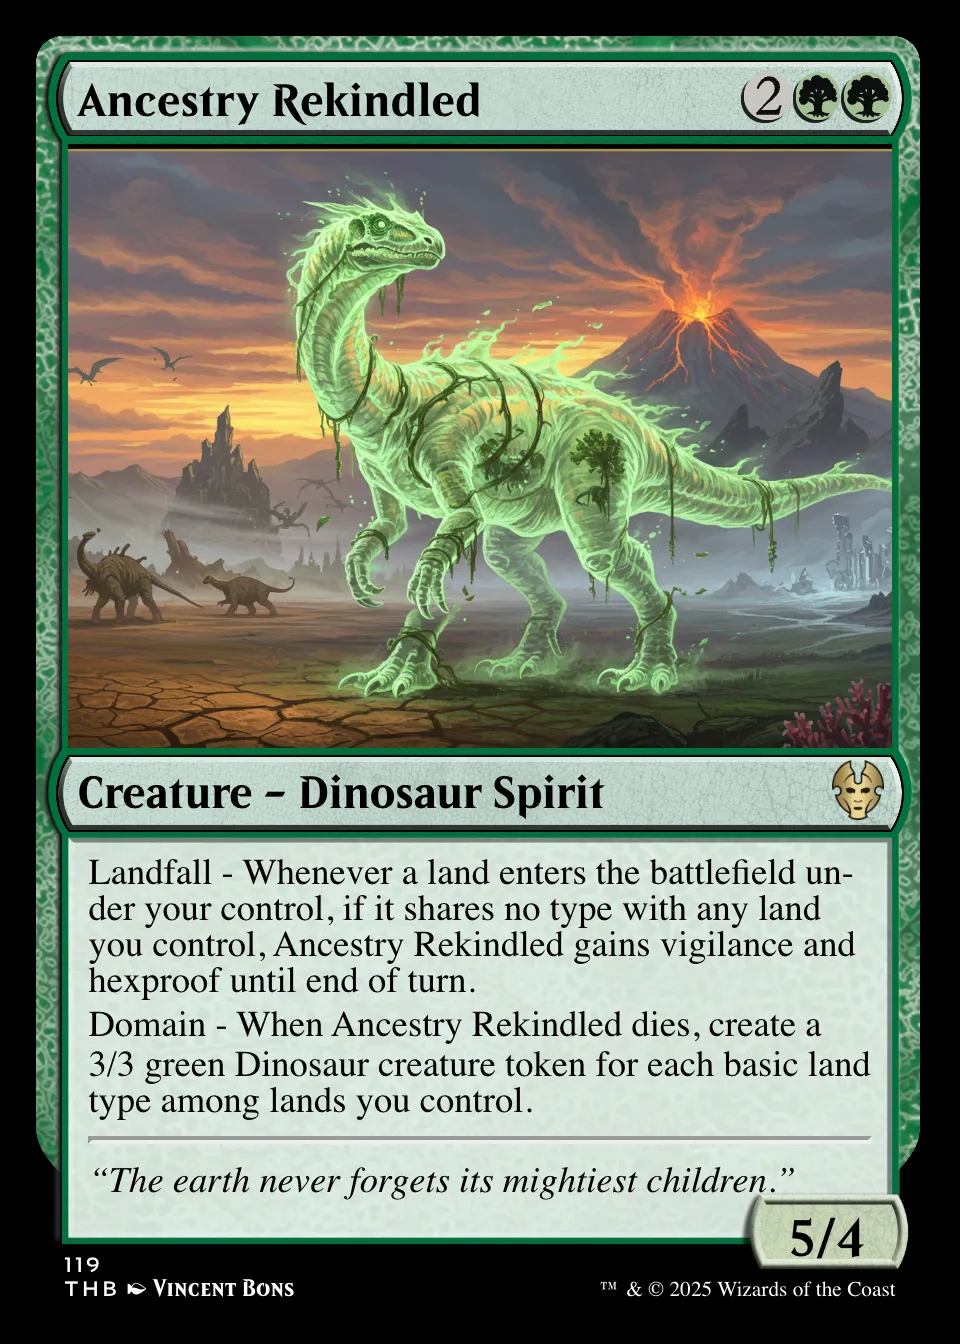 Ancestry Rekindled 2
Creature – Dinosaur Spirit
Landfall - Whenever a land enters the battlefield un-
der your control, if it shares no type with any land
you control, Ancestry Rekindled gains vigilance and
hexproof until end of turn.
Domain - When Ancestry Rekindled dies, create a
3/3 green Dinosaur creature token for each basic land
type among lands you control.
“The earth never forgets its mightiest children.”
5/4
119
THB Vincent Bons
™ & © 2025 Wizards of the Coast